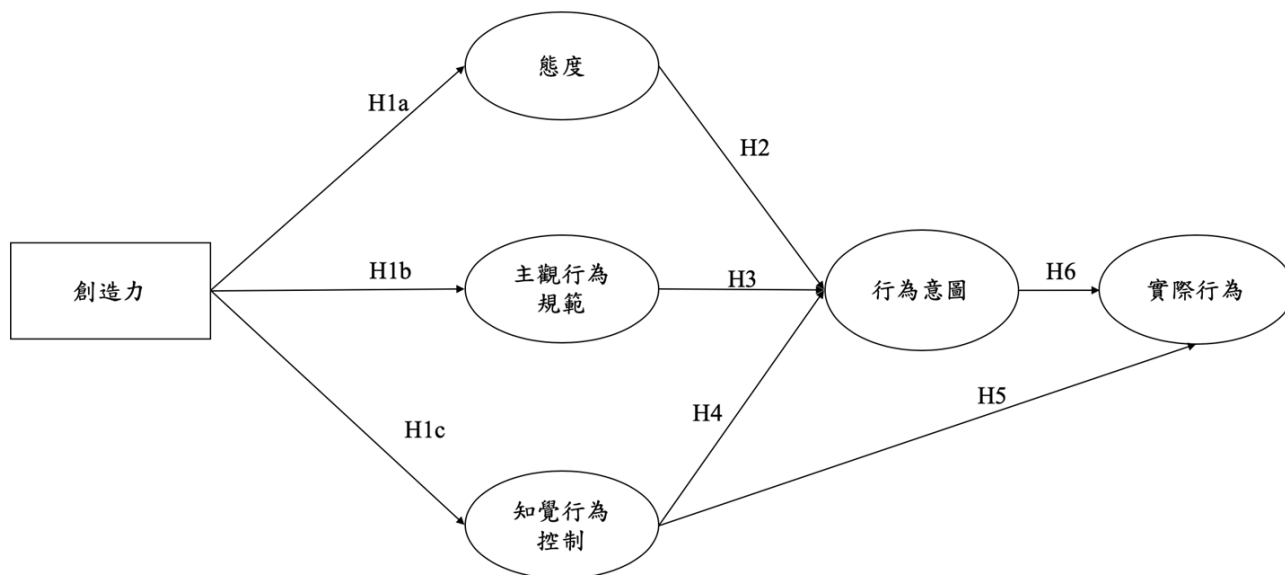 態度
H1a
H2
創造力
H1b
主觀行為
規範
H3
行為意圖
H6
實際行為
H1c
H4
H5
知覺行為
控制